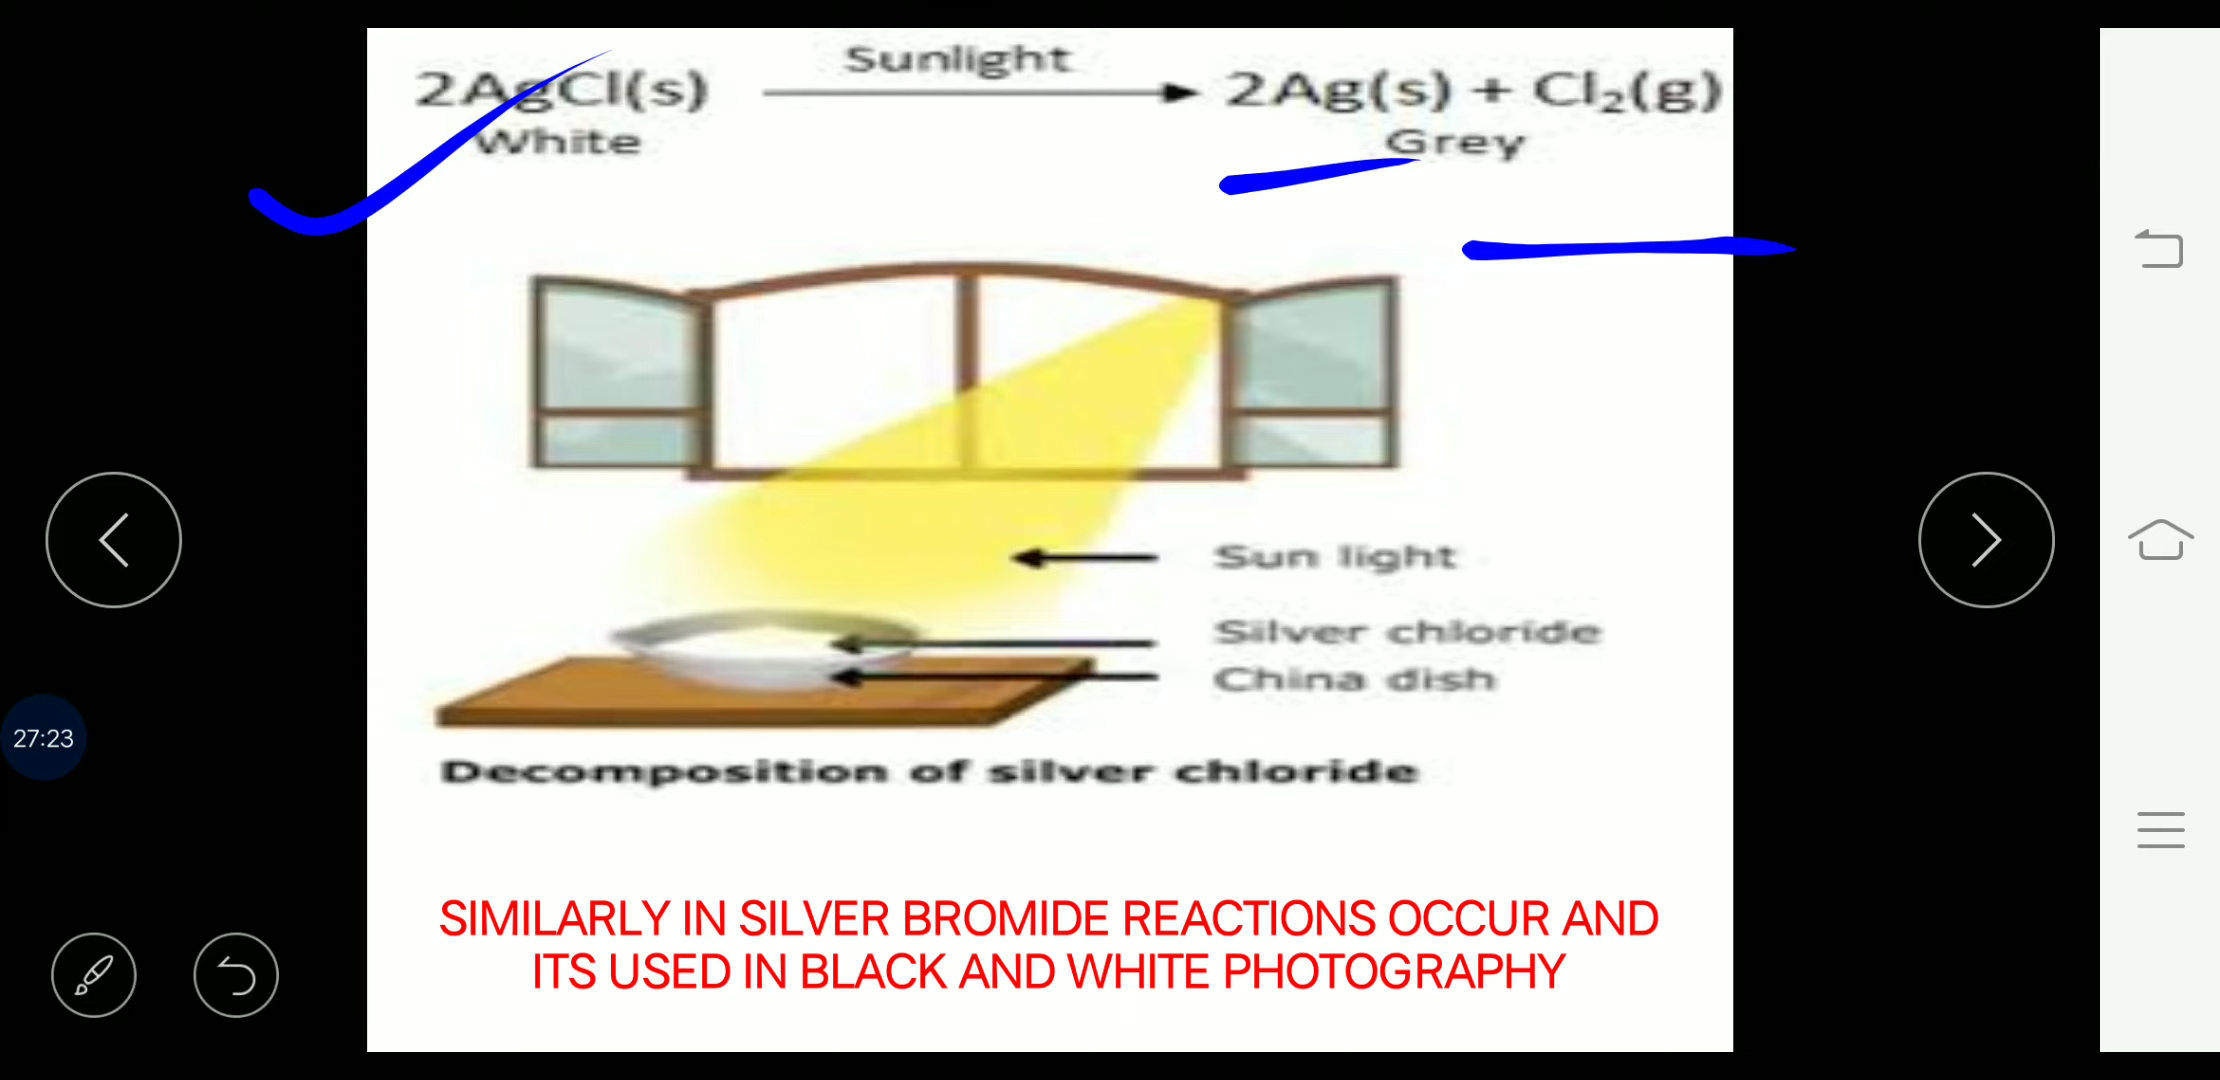 Sunlight
2AgCl(s) 2Ag(s) + Cl₂(g)
White Grey
Sun light
Silver chloride
China dish
27:23
Decomposition of silver chloride
SIMILARLY IN SILVER BROMIDE REACTIONS OCCUR AND
ITS USED IN BLACK AND WHITE PHOTOGRAPHY